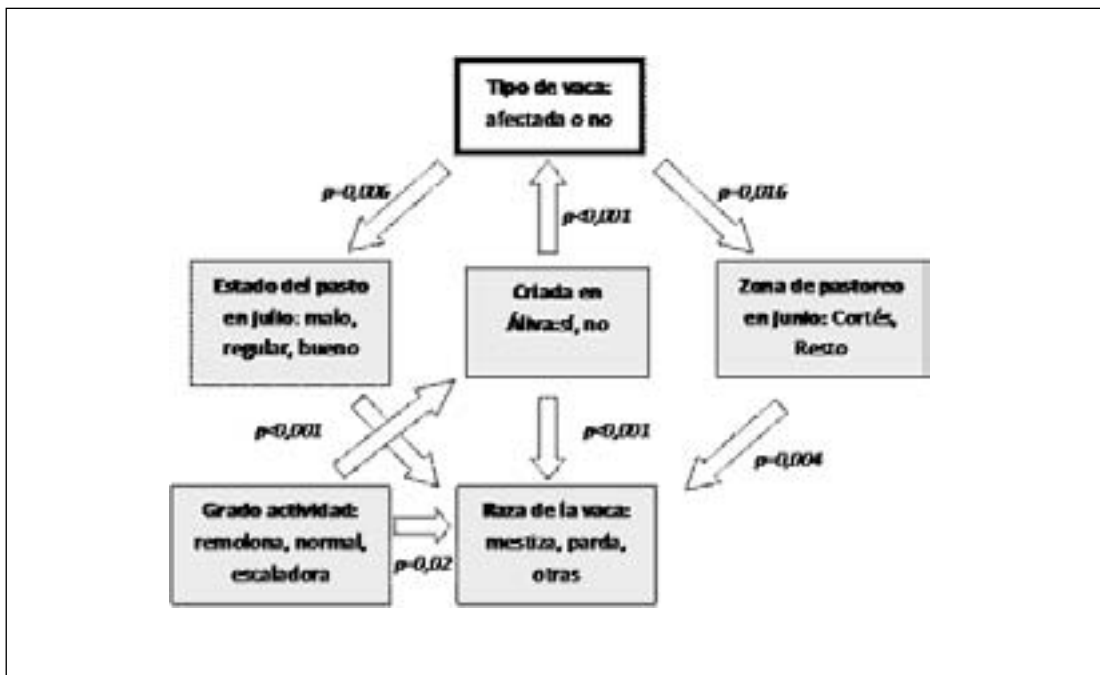 Tipo de vaca:
afectada o no
p=0,006
p<0,001
p=0,016
Estado del pasto
en julio: malo,
regular, bueno
Criada en
Áliva:sí, no
Zona de pastoreo
en junio: Cortés,
Resto
p<0,001
p<0,001
p=0,004
Grado actividad:
remolona, normal,
escaladora
p=0,02
Raza de la vaca:
mestiza, parda,
otras